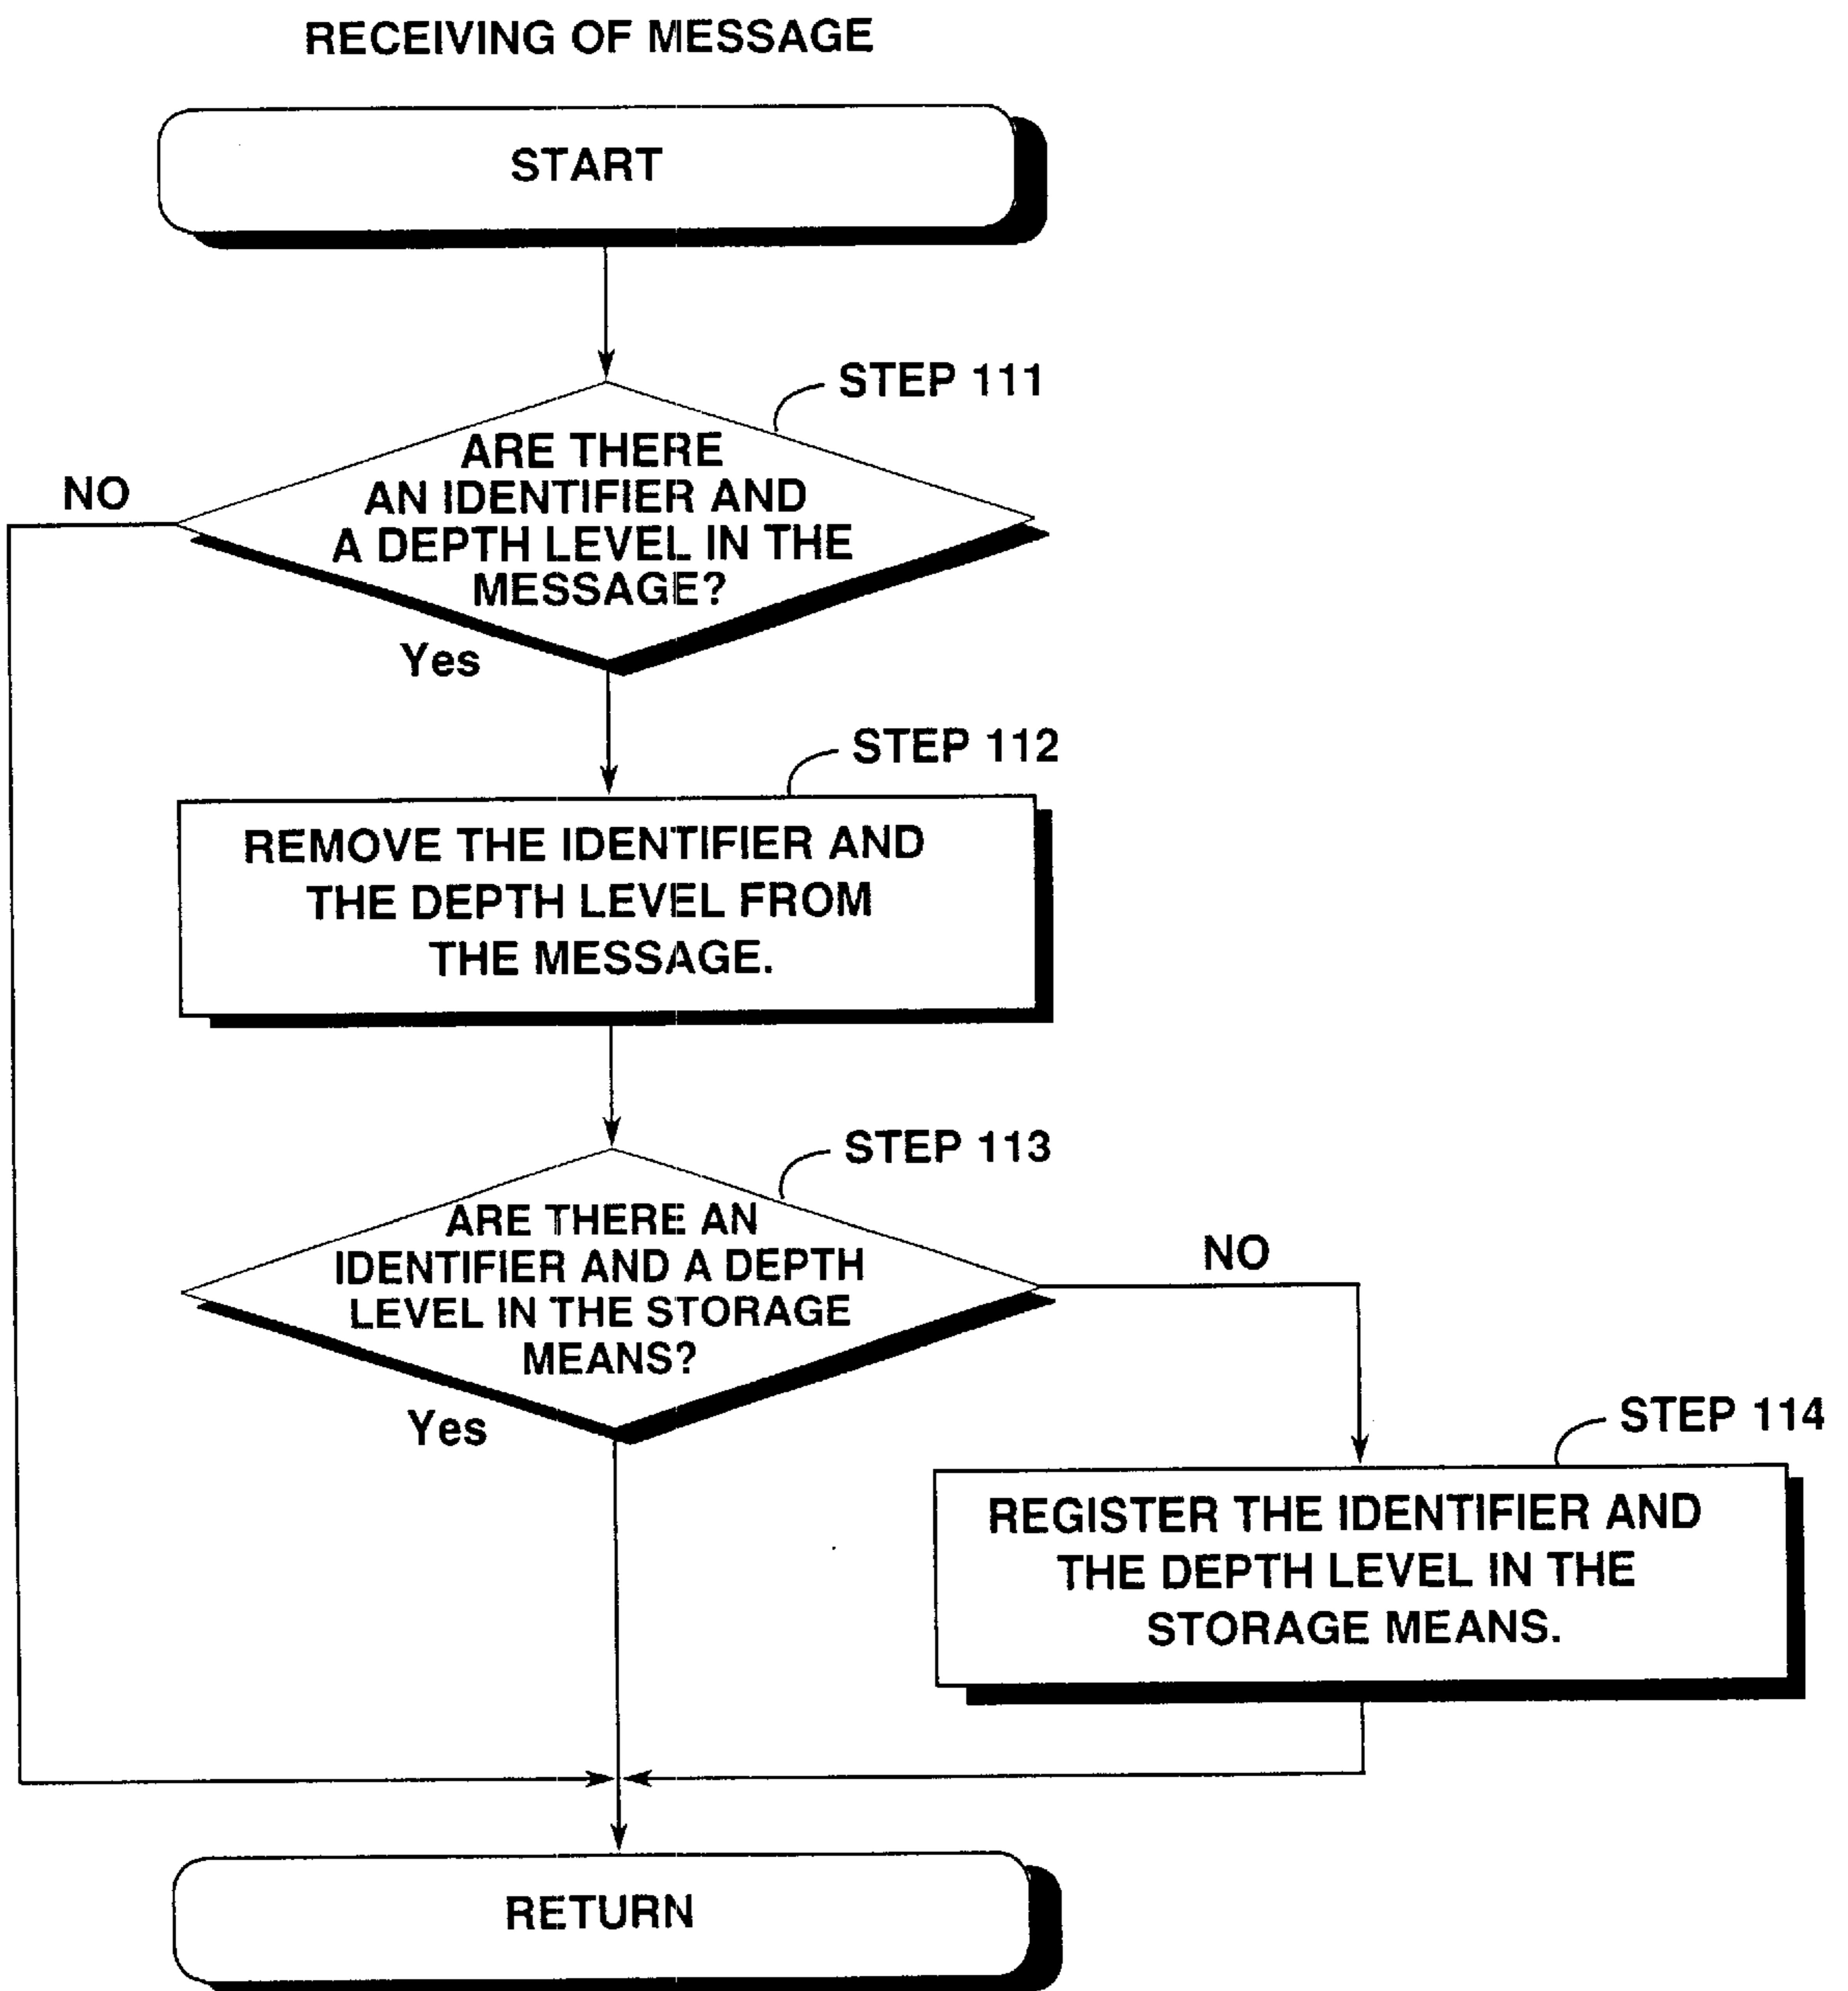 RECEIVING OF MESSAGE
START
STEP 111
ARE THERE
AN IDENTIFIER AND
A DEPTH LEVEL IN THE
MESSAGE?
NO
Yes
STEP 112
REMOVE THE IDENTIFIER AND
THE DEPTH LEVEL FROM
THE MESSAGE.
STEP 113
ARE THERE AN
IDENTIFIER AND A DEPTH
LEVEL IN THE STORAGE
MEANS?
NO
Yes
STEP 114
REGISTER THE IDENTIFIER AND
THE DEPTH LEVEL IN THE
STORAGE MEANS.
RETURN